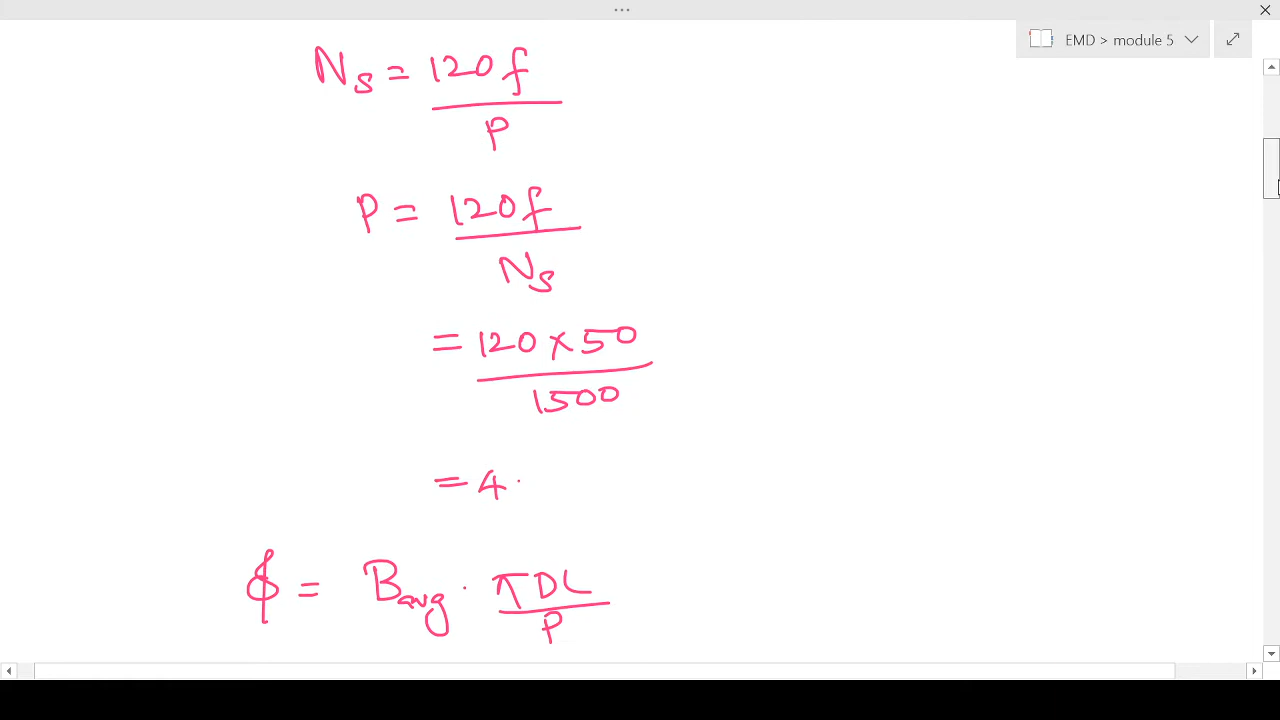 EMD > module 5
Ns = 120f
P
P = 120f
Ns
= 120 × 50
1500
= 4.
ϕ = Bavg . πDL
P